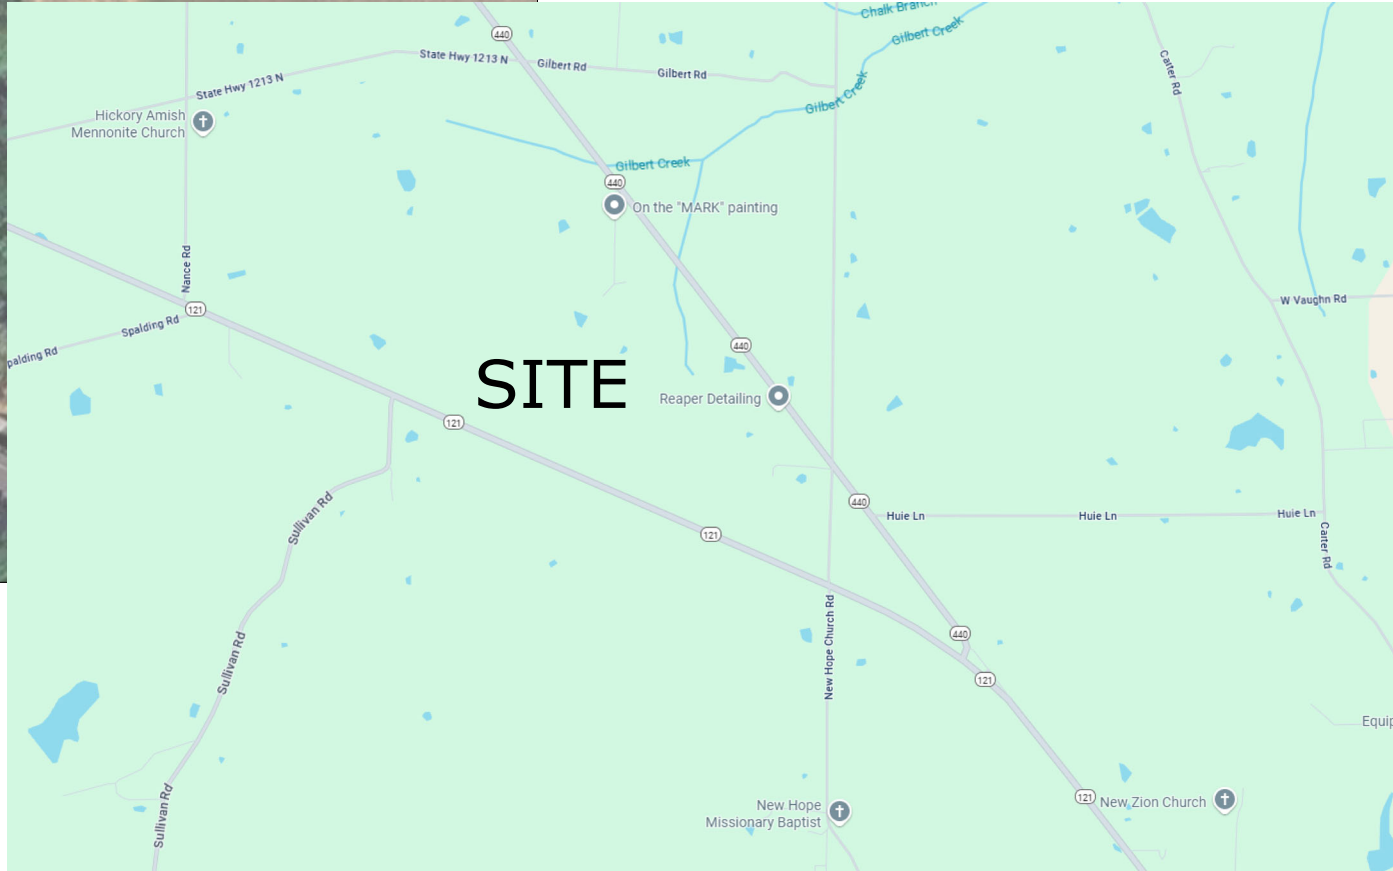 Chalk Branch
Gilbert Creek
440
State Hwy 1213 N
Gilbert Rd
Gilbert Rd
Carter Rd
State Hwy 1213 N
Gilbert Creek
Hickory Amish
Mennonite Church
Gilbert Creek
440
On the "MARK" painting
Nance Rd
121
W Vaughn Rd
Spalding Rd
palding Rd
440
SITE
Reaper Detailing
121
440
Sullivan Rd
Huie Ln
Huie Ln
Huie Ln
121
Carter Rd
New Hope Church Rd
440
Sullivan Rd
121
Equip
Sullivan Rd
121
New Zion Church
New Hope
Missionary Baptist